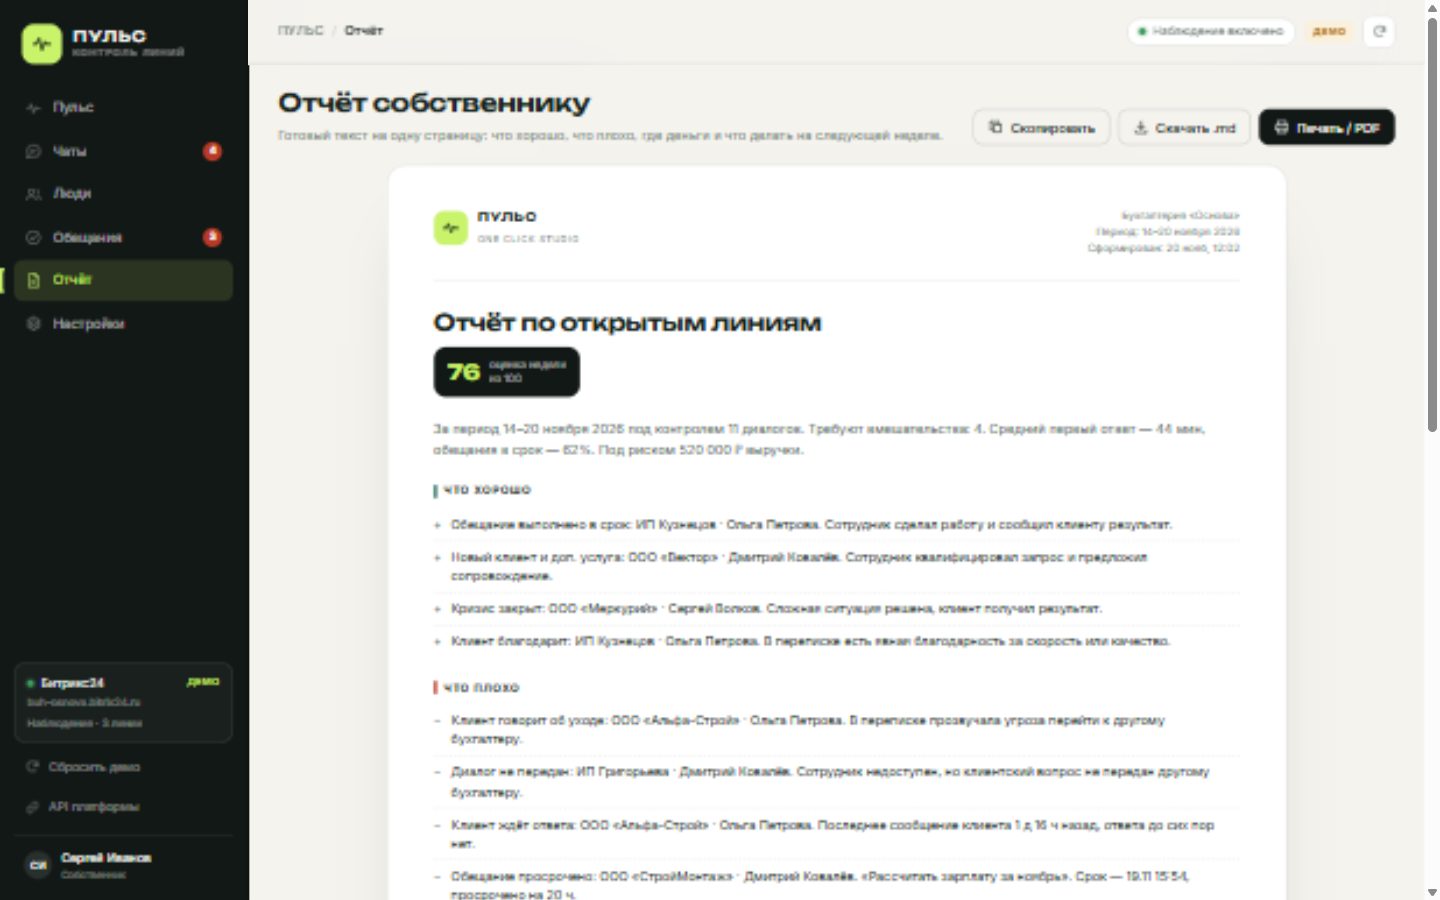 ПУЛЬС
КОНТРОЛЬ ЛИНИЙ
Пульс
Чаты 4
Люди
Обещания
Отчёт
Настройки
Битрикс24 ДЕМО
Наблюдение · 3 линии
Сбросить демо
API платформы
СИ Сергей Иванов
Собственник
ПУЛЬС / Отчёт
Наблюдение включено ДЕМО
Отчёт собственнику
Готовый текст на одну страницу: что хорошо, что плохо, где деньги и что делать на следующей неделе.
Скопировать
Скачать .md
Печать / PDF
ПУЛЬС
ONE CLICK STUDIO
Бухгалтерия «Основа»
Период: 14–20 ноября 2026
Сформирован: 20 нояб, 12:02
Отчёт по открытым линиям
76 оценка недели
из 100
За период 14–20 ноября 2026 под контролем 11 диалогов. Требуют вмешательства: 4. Средний первый ответ — 44 мин,
обещания в срок — 62%. Под риском 520 000 ₽ выручки.
ЧТО ХОРОШО
+ Обещание выполнено в срок: ИП Кузнецов · Ольга Петрова. Сотрудник сделал работу и сообщил клиенту результат.
+ Новый клиент и доп. услуга: ООО «Вектор» · Дмитрий Ковалёв. Сотрудник квалифицировал запрос и предложил
сопровождение.
+ Кризис закрыт: ООО «Меркурий» · Сергей Волков. Сложная ситуация решена, клиент получил результат.
+ Клиент благодарит: ИП Кузнецов · Ольга Петрова. В переписке есть явная благодарность за скорость или качество.
ЧТО ПЛОХО
– Клиент говорит об уходе: ООО «Альфа-Строй» · Ольга Петрова. В переписке прозвучала угроза перейти к другому
бухгалтеру.
– Диалог не передан: ИП Григорьева · Дмитрий Ковалёв. Сотрудник недоступен, но клиентский вопрос не передан другому
бухгалтеру.
– Клиент ждёт ответа: ООО «Альфа-Строй» · Ольга Петрова. Последнее сообщение клиента 1 д 16 ч назад, ответа до сих пор
нет.
– Обещание просрочено: ООО «СтройМонтаж» · Дмитрий Ковалёв. «Рассчитать зарплату за ноябрь». Срок — 19.11 15:54,
просрочено на 20 ч.